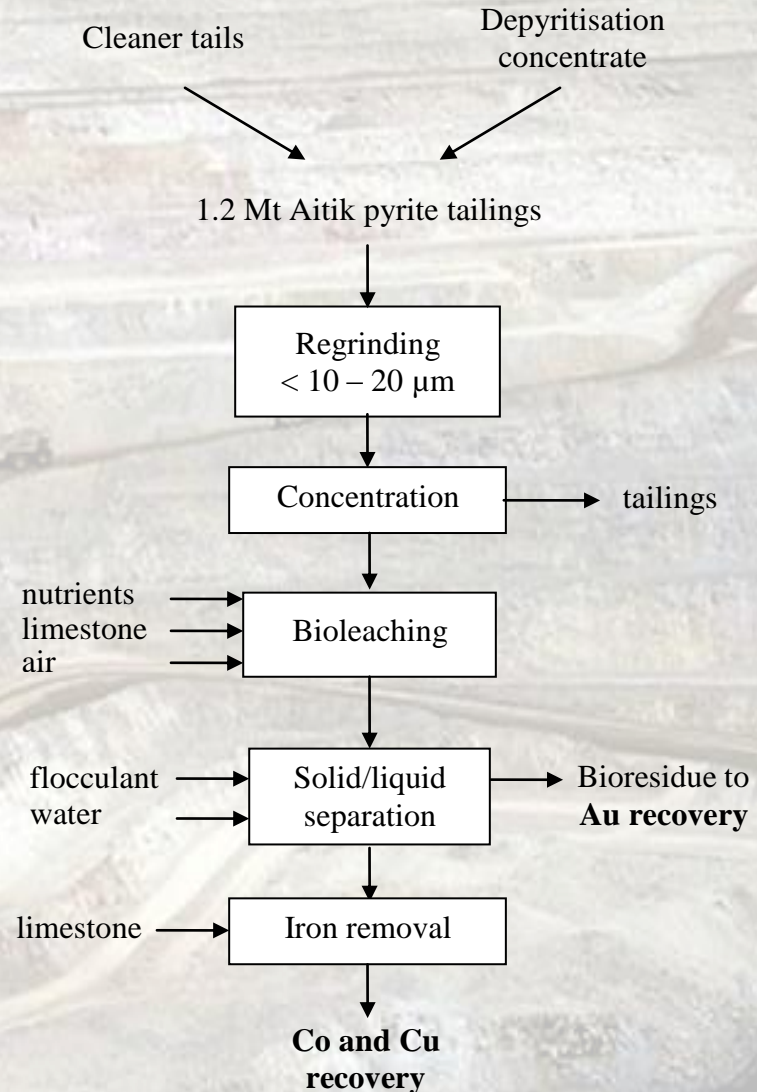 Cleaner tails
Depyritisation
concentrate
1.2 Mt Aitik pyrite tailings
Regrinding
< 10 – 20 µm
Concentration
tailings
nutrients
limestone
air
Bioleaching
flocculant
water
Solid/liquid
separation
Bioresidue to
Au recovery
limestone
Iron removal
Co and Cu
recovery